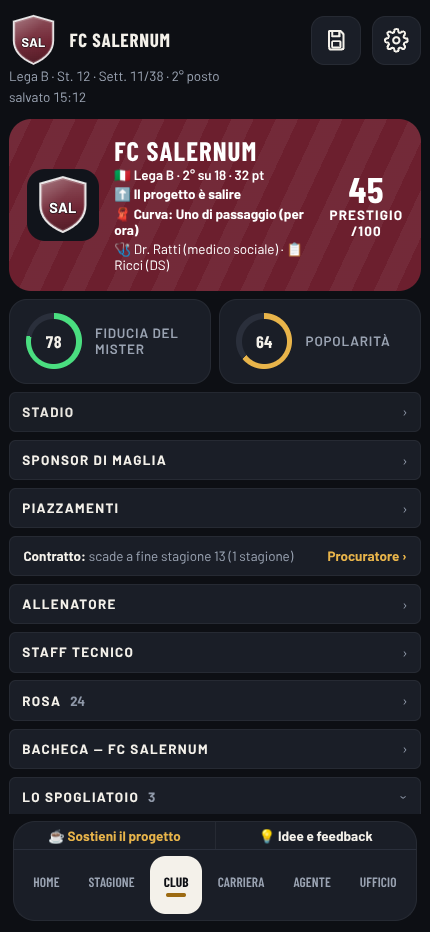 SAL
FC SALERNUM
Lega B · St. 12 · Sett. 11/38 · 2° posto
salvato 15:12
SAL
FC SALERNUM
🇮🇹 Lega B · 2° su 18 · 32 pt
⬆️ Il progetto è salire
🧣 Curva: Uno di passaggio (per
ora)
🩺 Dr. Ratti (medico sociale) · 📋
Ricci (DS)
45
PRESTIGIO
/100
78
FIDUCIA DEL
MISTER
64
POPOLARITÀ
STADIO ›
SPONSOR DI MAGLIA ›
PIAZZAMENTI ›
Contratto: scade a fine stagione 13 (1 stagione) Procuratore ›
ALLENATORE ›
STAFF TECNICO ›
ROSA 24 ›
BACHECA — FC SALERNUM ›
LO SPOGLIATOIO 3 ›
☕ Sostieni il progetto
💡 Idee e feedback
HOME STAGIONE CLUB CARRIERA AGENTE UFFICIO